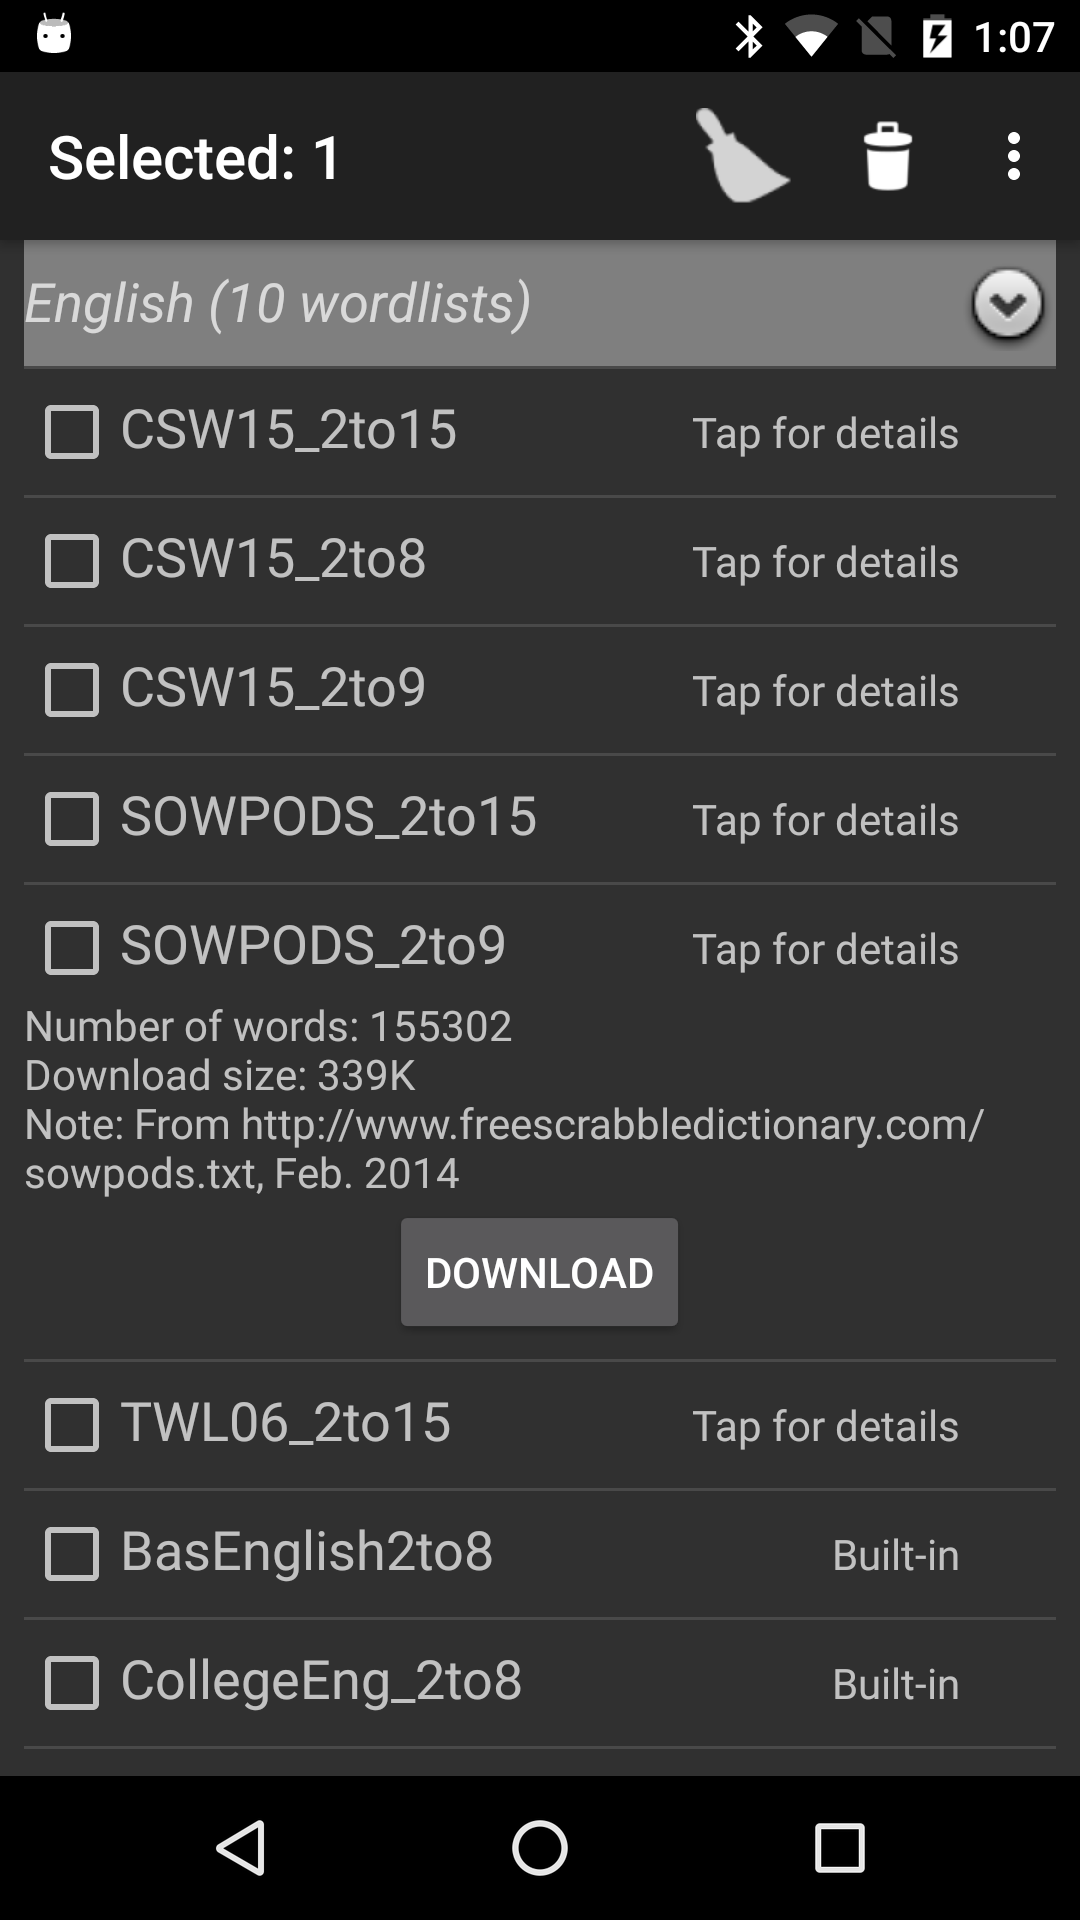 1:07
Selected: 1
English (10 wordlists)
CSW15_2to15 Tap for details
CSW15_2to8 Tap for details
CSW15_2to9 Tap for details
SOWPODS_2to15 Tap for details
SOWPODS_2to9 Tap for details
Number of words: 155302
Download size: 339K
Note: From http://www.freescrabbledictionary.com/
sowpods.txt, Feb. 2014
DOWNLOAD
TWL06_2to15 Tap for details
BasEnglish2to8 Built-in
CollegeEng_2to8 Built-in